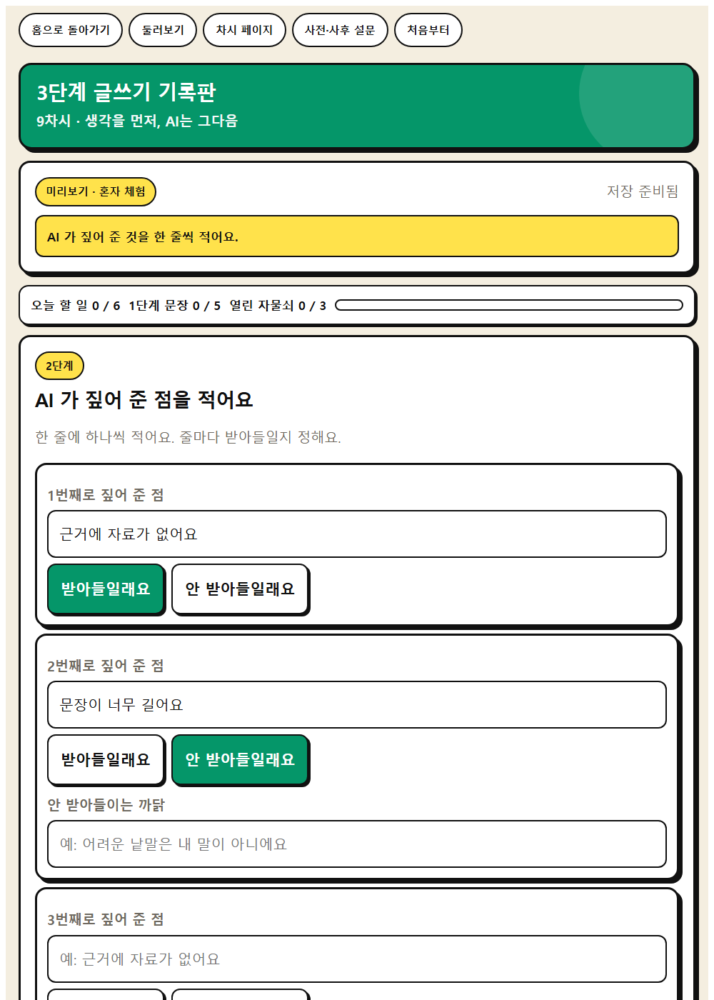 홈으로 돌아가기 둘러보기 차시 페이지 사전·사후 설문 처음부터
3단계 글쓰기 기록판
9차시 · 생각을 먼저, AI는 그다음
미리보기 · 혼자 체험 저장 준비됨
AI 가 짚어 준 것을 한 줄씩 적어요.
오늘 할 일 0 / 6 1단계 문장 0 / 5 열린 자물쇠 0 / 3
2단계
AI 가 짚어 준 점을 적어요
한 줄에 하나씩 적어요. 줄마다 받아들일지 정해요.
1번째로 짚어 준 점
근거에 자료가 없어요
받아들일래요 안 받아들일래요
2번째로 짚어 준 점
문장이 너무 길어요
받아들일래요 안 받아들일래요
안 받아들이는 까닭
예: 어려운 낱말은 내 말이 아니에요
3번째로 짚어 준 점
예: 근거에 자료가 없어요